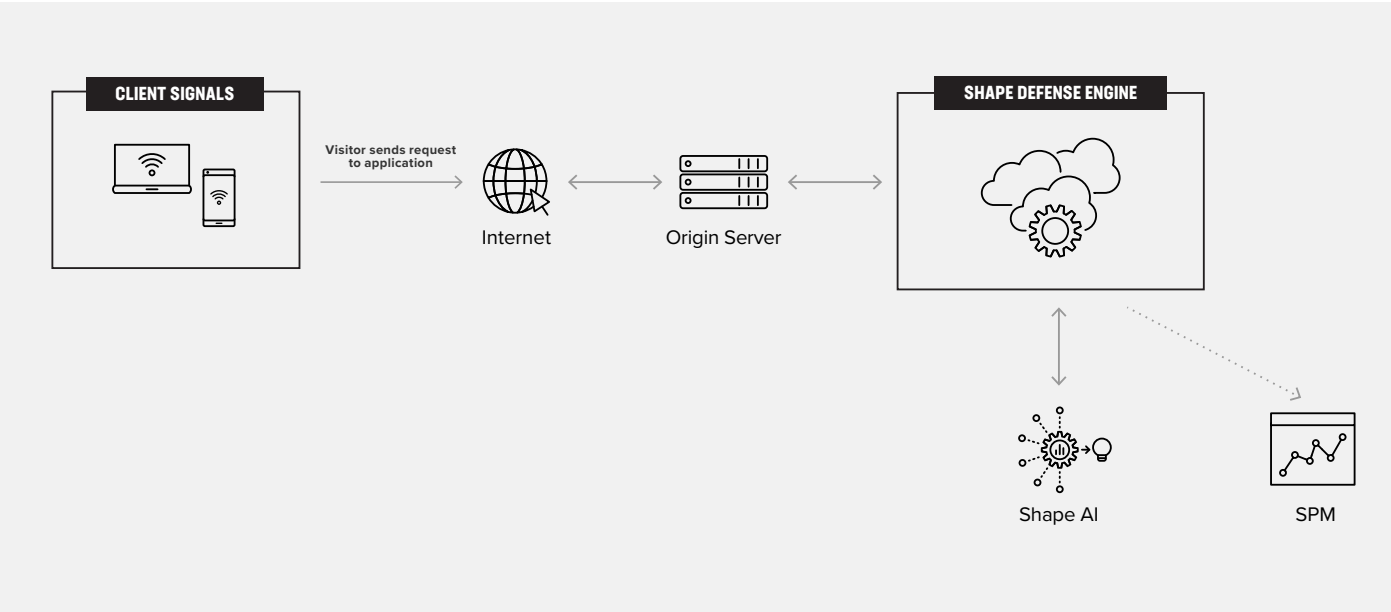 CLIENT SIGNALS
SHAPE DEFENSE ENGINE
Visitor sends request
to application
Internet
Origin Server
Shape AI
SPM